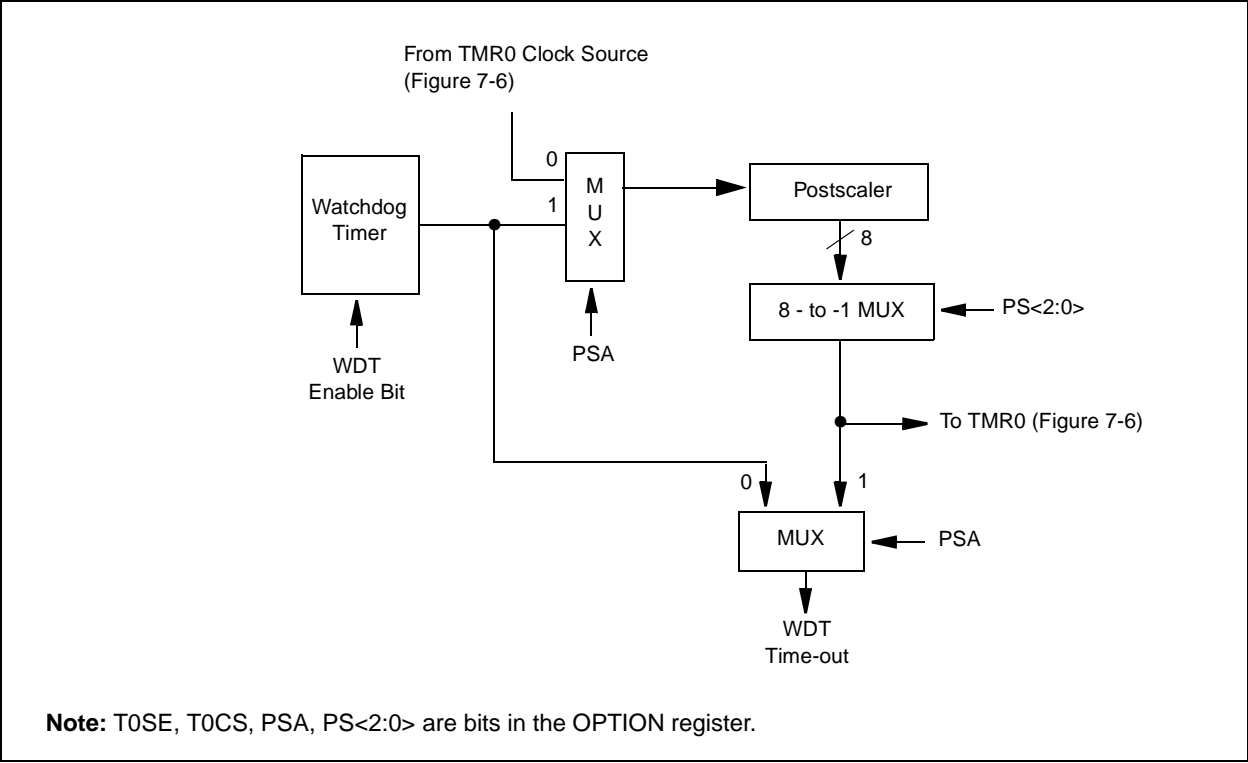 From TMR0 Clock Source
(Figure 7-6)
0
1
M
U
X
Watchdog
Timer
Postscaler
8
8 - to -1 MUX
PS<2:0>
PSA
WDT
Enable Bit
To TMR0 (Figure 7-6)
0
1
MUX
PSA
WDT
Time-out
Note: T0SE, T0CS, PSA, PS<2:0> are bits in the OPTION register.